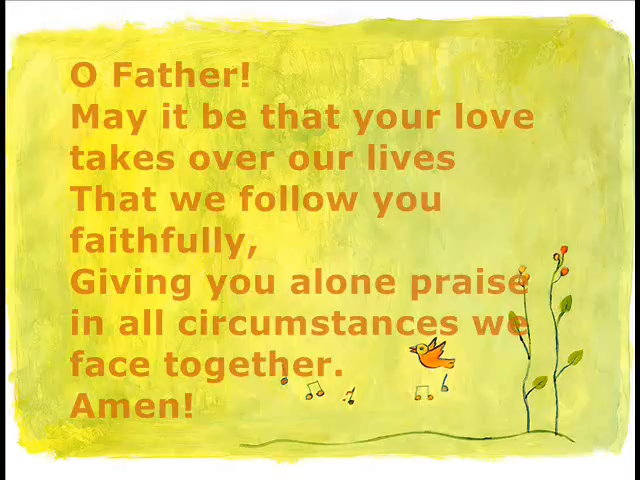 O Father!
May it be that your love
takes over our lives
That we follow you
faithfully,
Giving you alone praise
in all circumstances we
face together.
Amen!